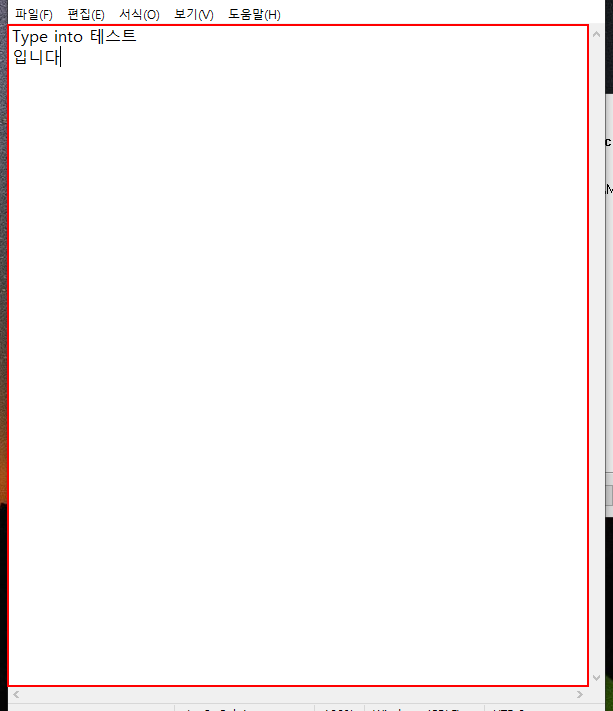 파일(F) 편집(E) 서식(O) 보기(V) 도움말(H)
Type into 테스트
입니다